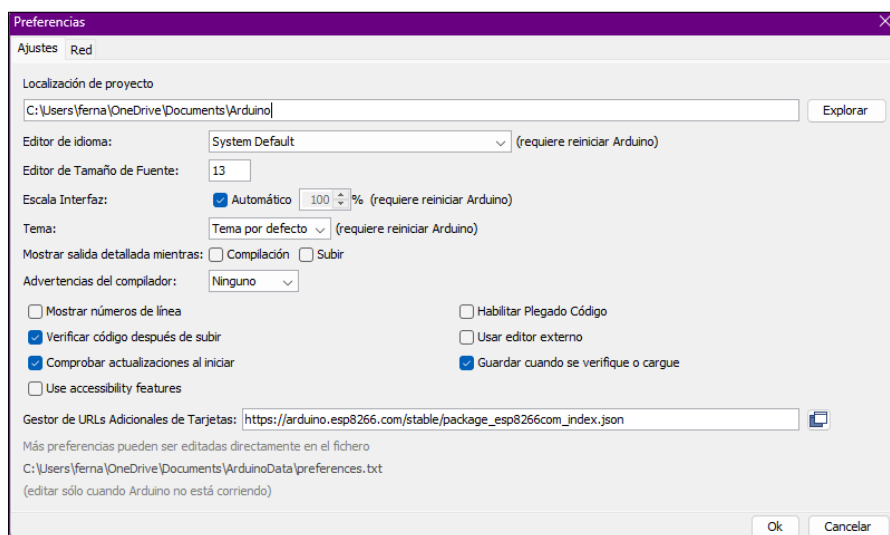 Preferencias
Ajustes Red
Localización de proyecto
C:\Users\ferna\OneDrive\Documents\Arduino Explorar
Editor de idioma: System Default (requiere reiniciar Arduino)
Editor de Tamaño de Fuente: 13
Escala Interfaz: Automático 100 % (requiere reiniciar Arduino)
Tema: Tema por defecto (requiere reiniciar Arduino)
Mostrar salida detallada mientras: Compilación Subir
Advertencias del compilador: Ninguno
Mostrar números de línea Habilitar Plegado Código
Verificar código después de subir Usar editor externo
Comprobar actualizaciones al iniciar Guardar cuando se verifique o cargue
Use accessibility features
Gestor de URLs Adicionales de Tarjetas: https://arduino.esp8266.com/stable/package_esp8266com_index.json
Más preferencias pueden ser editadas directamente en el fichero
C:\Users\ferna\OneDrive\Documents\ArduinoData\preferences.txt
(editar sólo cuando Arduino no está corriendo)
Ok Cancelar